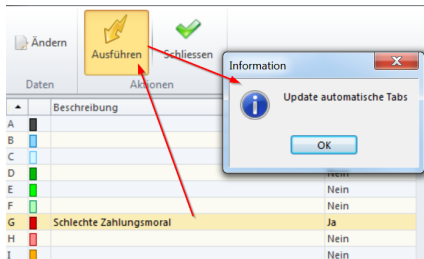 Ändern
Ausführen
Schliessen
Daten
Aktionen
Information
Update automatische Tabs
OK
Beschreibung
A
B
C
D Nein
E Nein
F Nein
G Schlechte Zahlungsmoral Ja
H Nein
I Nein